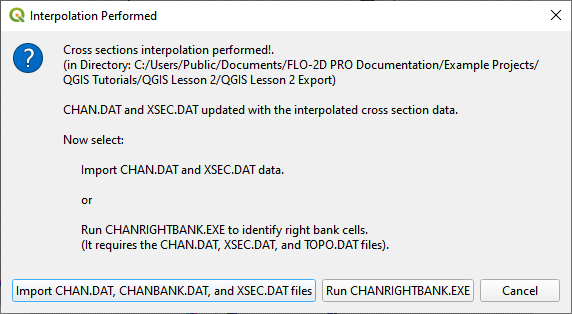 Interpolation Performed
Cross sections interpolation performed!.
(in Directory: C:/Users/Public/Documents/FLO-2D PRO Documentation/Example Projects/
QGIS Tutorials/QGIS Lesson 2/QGIS Lesson 2 Export)
CHAN.DAT and XSEC.DAT updated with the interpolated cross section data.
Now select:
Import CHAN.DAT and XSEC.DAT data.
or
Run CHANRIGHTBANK.EXE to identify right bank cells.
(It requires the CHAN.DAT, XSEC.DAT, and TOPO.DAT files).
Import CHAN.DAT, CHANBANK.DAT, and XSEC.DAT files Run CHANRIGHTBANK.EXE Cancel